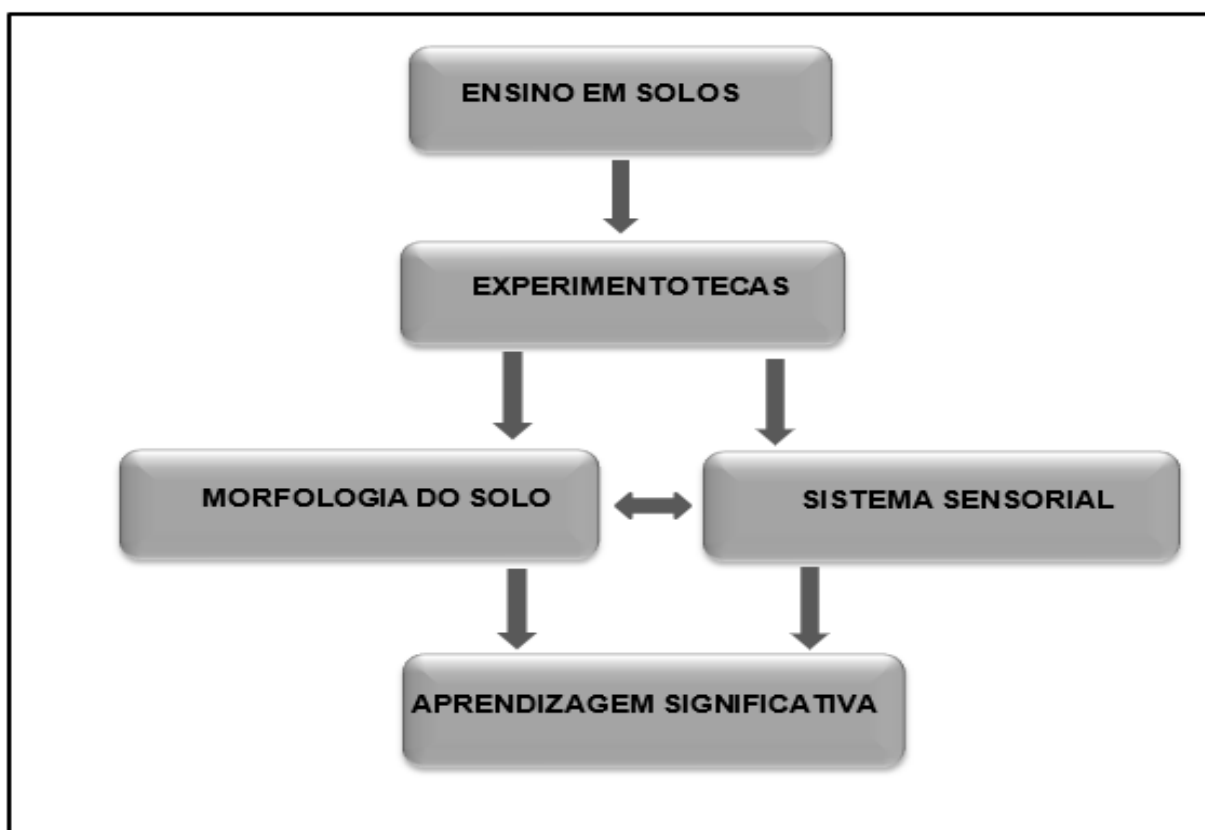 ENSINO EM SOLOS
EXPERIMENTOTECAS
MORFOLOGIA DO SOLO
SISTEMA SENSORIAL
APRENDIZAGEM SIGNIFICATIVA